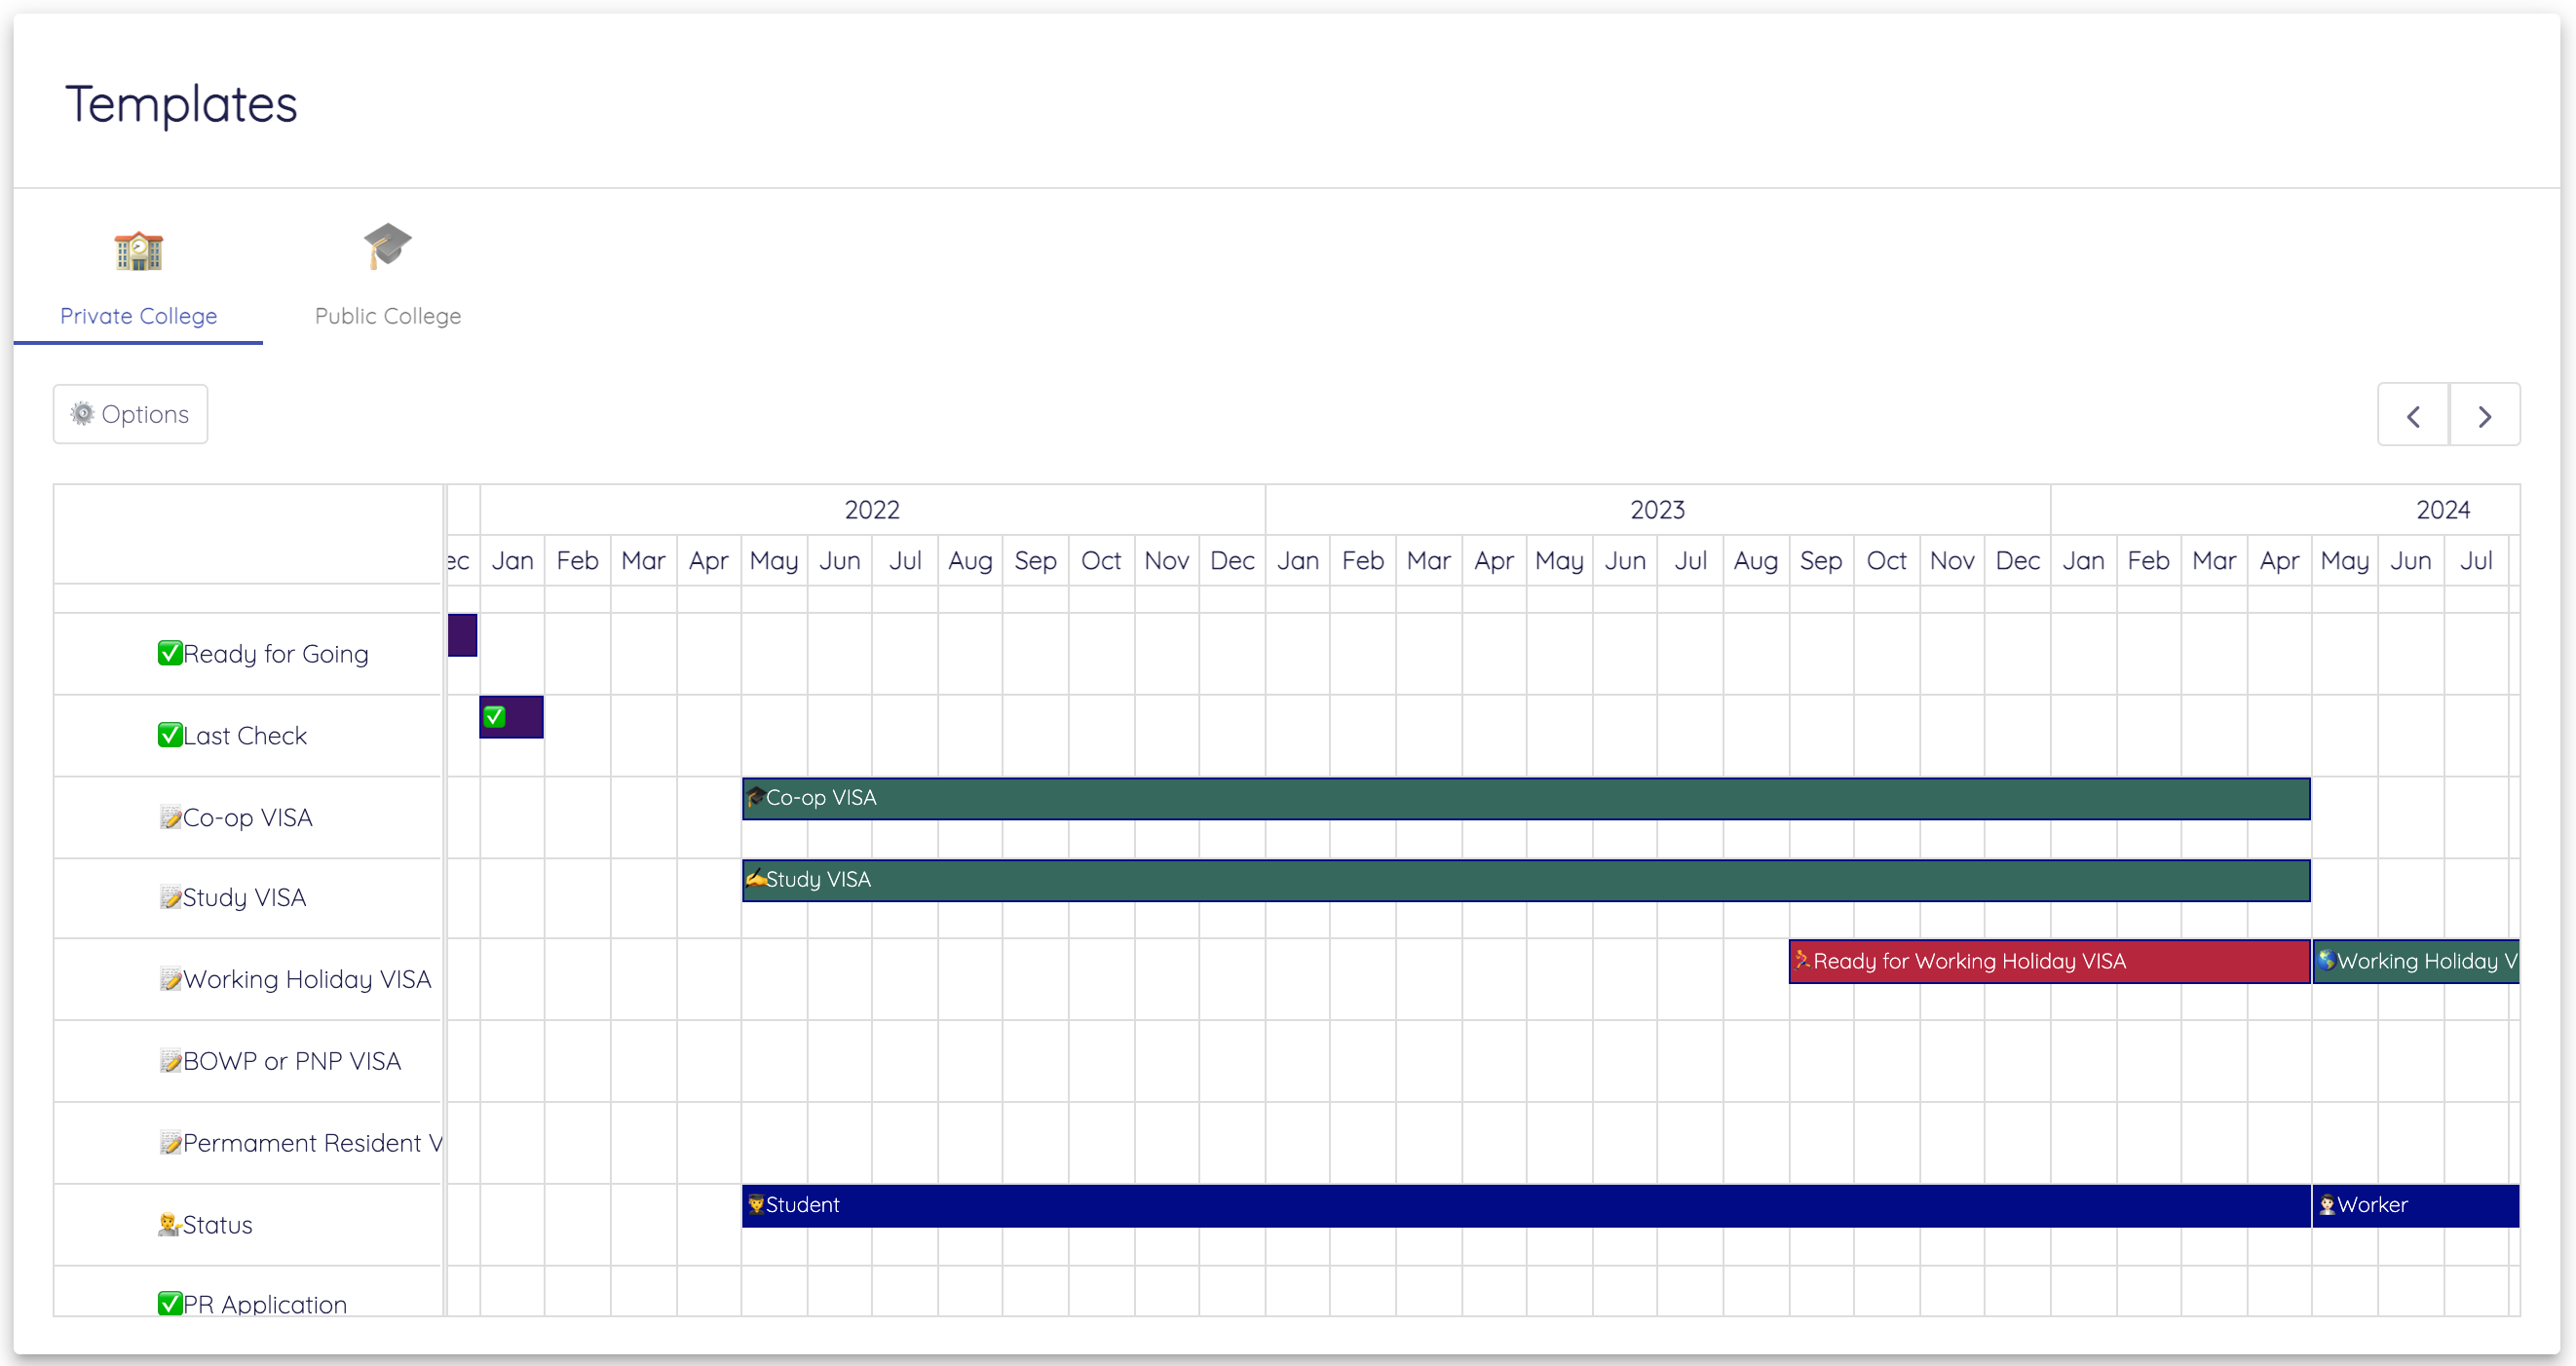 Templates
Private College
Public College
Options
2022 2023 2024
ec Jan Feb Mar Apr May Jun Jul Aug Sep Oct Nov Dec Jan Feb Mar Apr May Jun Jul Aug Sep Oct Nov Dec Jan Feb Mar Apr May Jun Jul
✅Ready for Going
✅Last Check ✅
📝Co-op VISA 🎓Co-op VISA
📝Study VISA ✍️Study VISA
📝Working Holiday VISA 🏃Ready for Working Holiday VISA 🌎Working Holiday V
📝BOWP or PNP VISA
📝Permament Resident V
Status Student Worker
✅PR Application